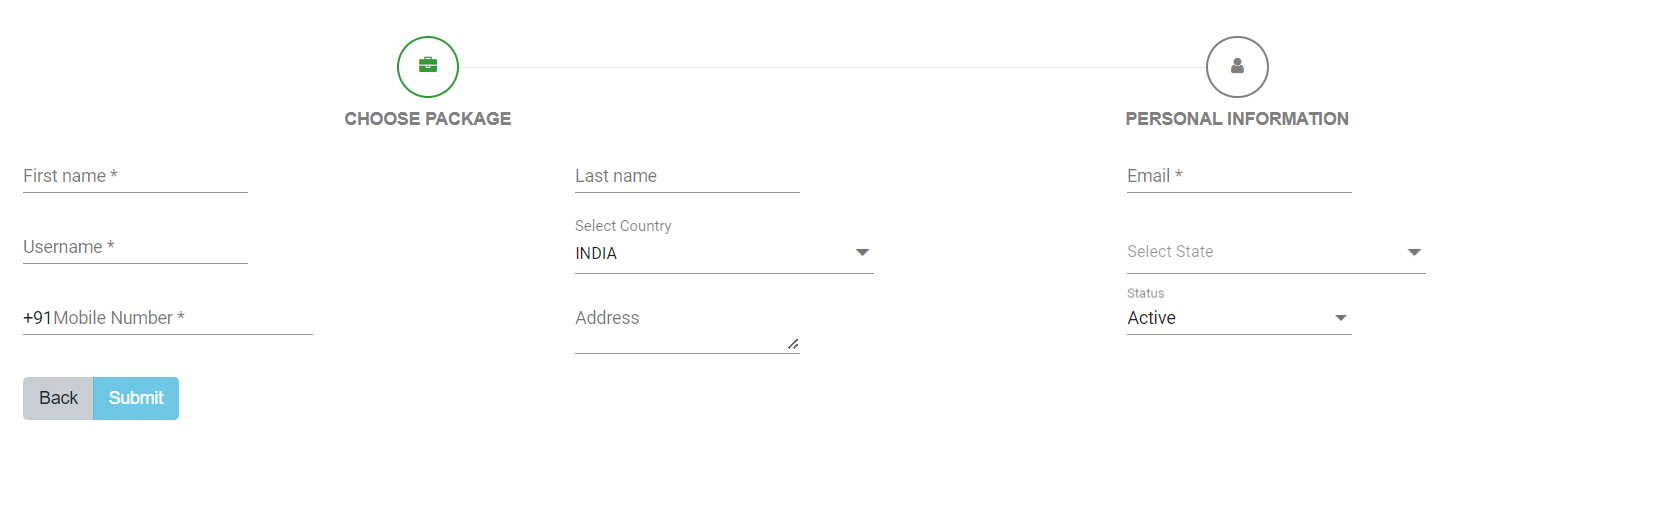 CHOOSE PACKAGE
PERSONAL INFORMATION
First name *
Last name
Email *
Username *
Select Country
INDIA
Select State
+91Mobile Number *
Address
Status
Active
Back
Submit